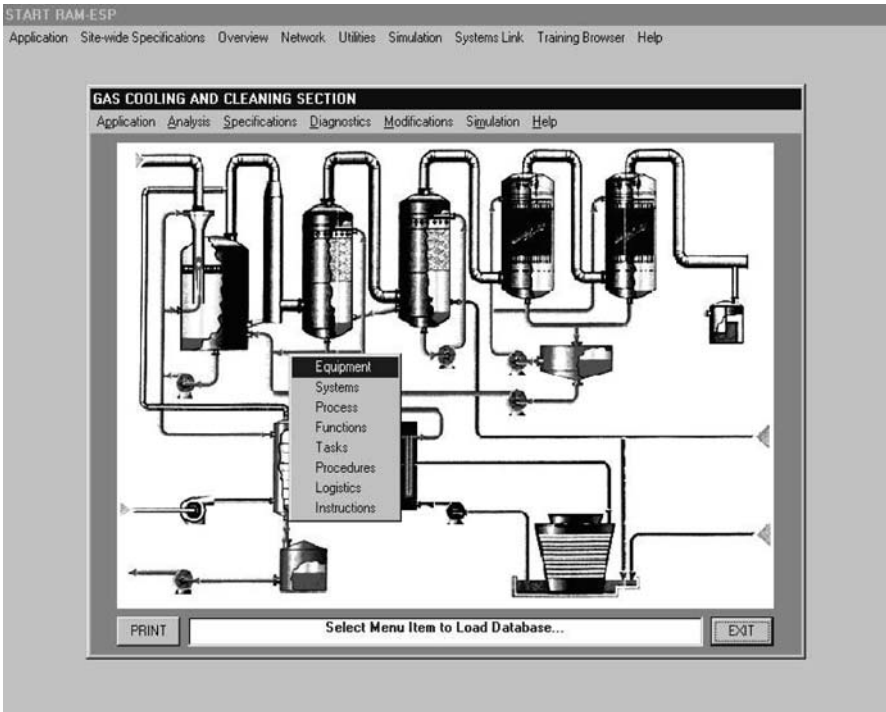 START RAM-ESP
Application Site-wide Specifications Overview Network Utilities Simulation Systems Link Training Browser Help
GAS COOLING AND CLEANING SECTION
Application Analysis Specifications Diagnostics Modifications Simulation Help
Equipment
Systems
Process
Functions
Tasks
Procedures
Logistics
Instructions
PRINT Select Menu Item to Load Database... EXIT